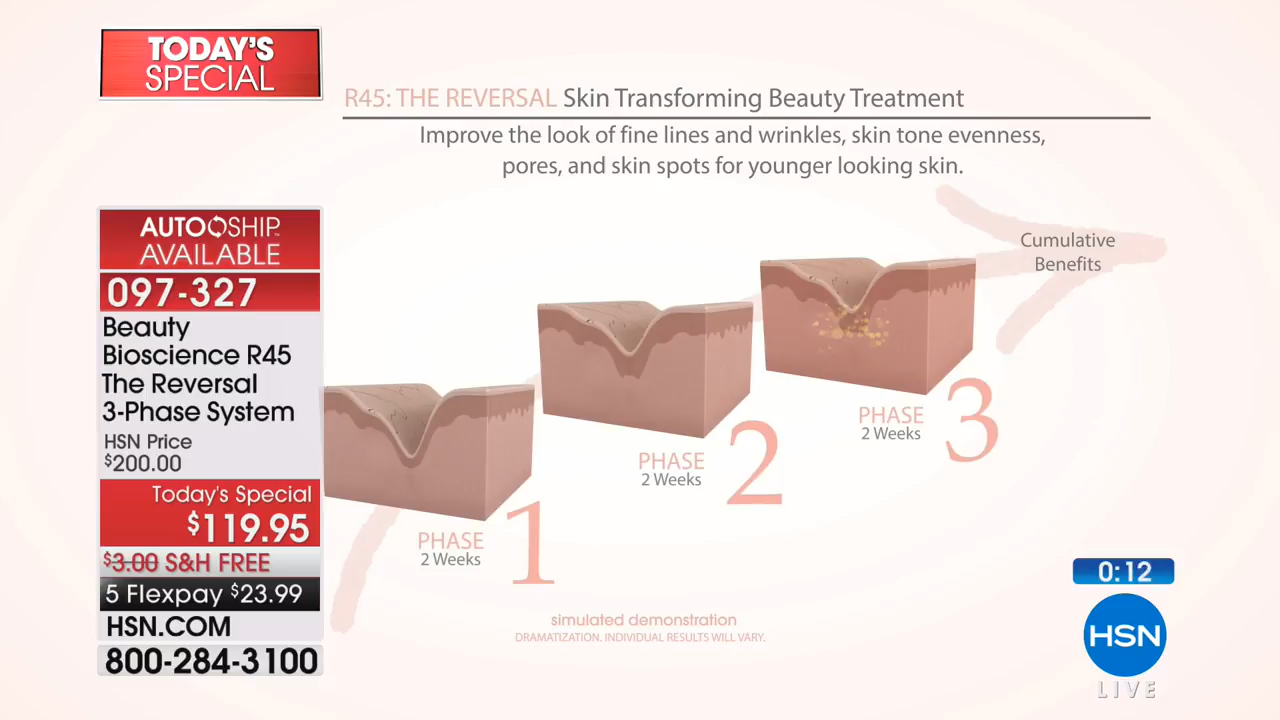 TODAY'S
SPECIAL
R45: THE REVERSAL Skin Transforming Beauty Treatment
Improve the look of fine lines and wrinkles, skin tone evenness,
pores, and skin spots for younger looking skin.
AUTOSHIP™
AVAILABLE
097-327
Beauty
Bioscience R45
The Reversal
3-Phase System
HSN Price
$200.00
Today's Special
$119.95
$3.00 S&H FREE
5 Flexpay $23.99
HSN.COM
800-284-3100
Cumulative
Benefits
PHASE
2 Weeks
3
PHASE
2 Weeks
2
PHASE
2 Weeks
1
simulated demonstration
DRAMATIZATION. INDIVIDUAL RESULTS WILL VARY.
0:12
HSN
LIVE